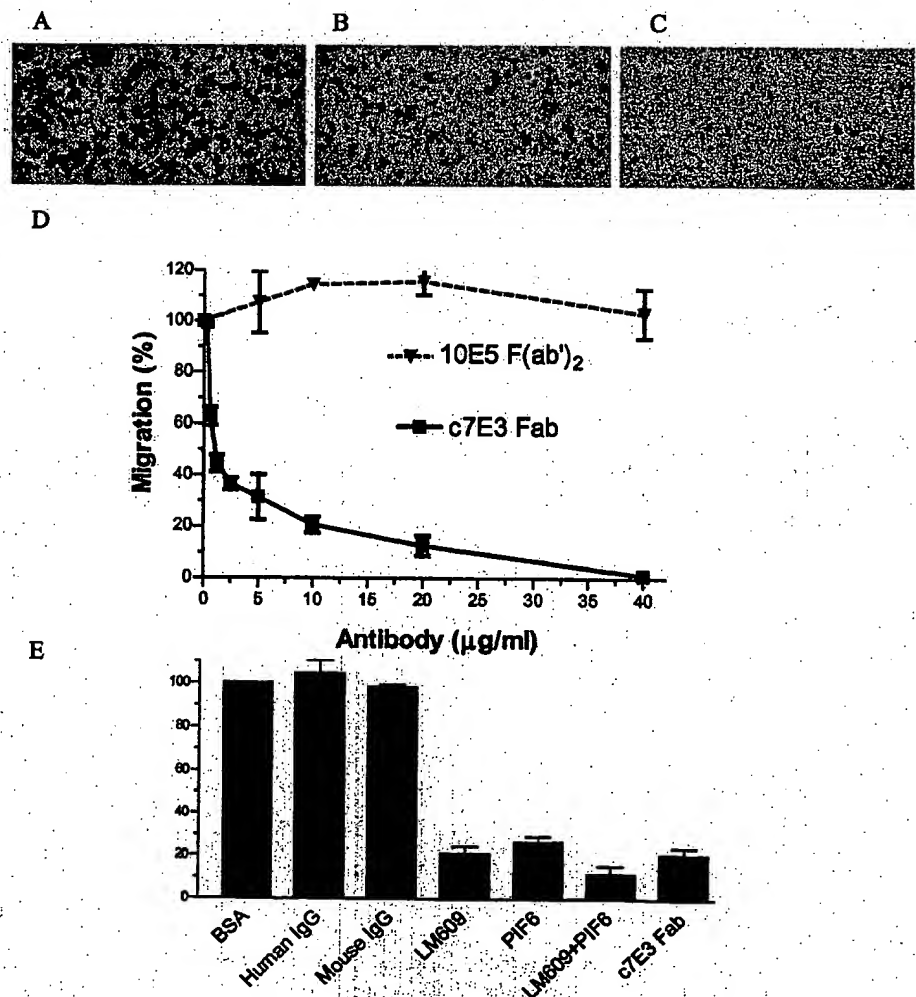 A B C
D
120
100
80
60
40
20
0
Migration (%)
10E5 F(ab')₂
c7E3 Fab
0 5 10 15 20 25 30 35 40
Antibody (µg/ml)
E
100
80
60
40
20
0
BSA Human IgG Mouse IgG LM609 PIF6 LM609+PIF6 c7E3 Fab